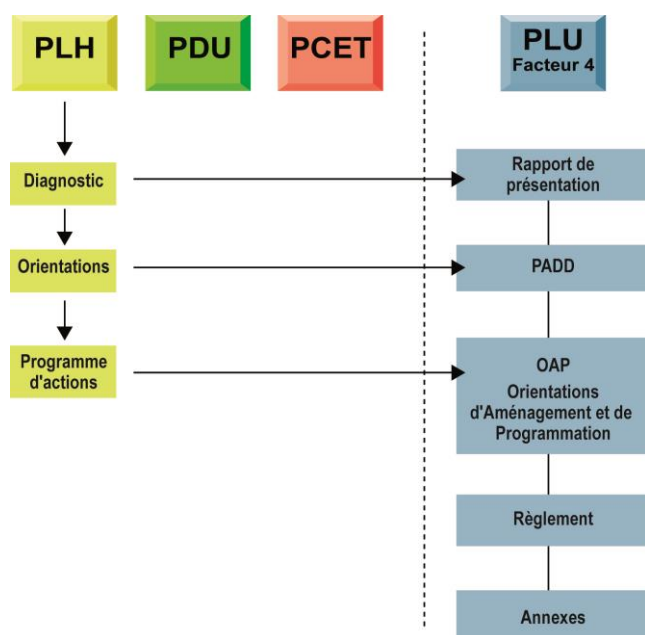 PLH
PDU
PCET
PLU
Facteur 4
Diagnostic
Rapport de
présentation
Orientations
PADD
Programme
d'actions
OAP
Orientations
d'Aménagement et de
Programmation
Règlement
Annexes